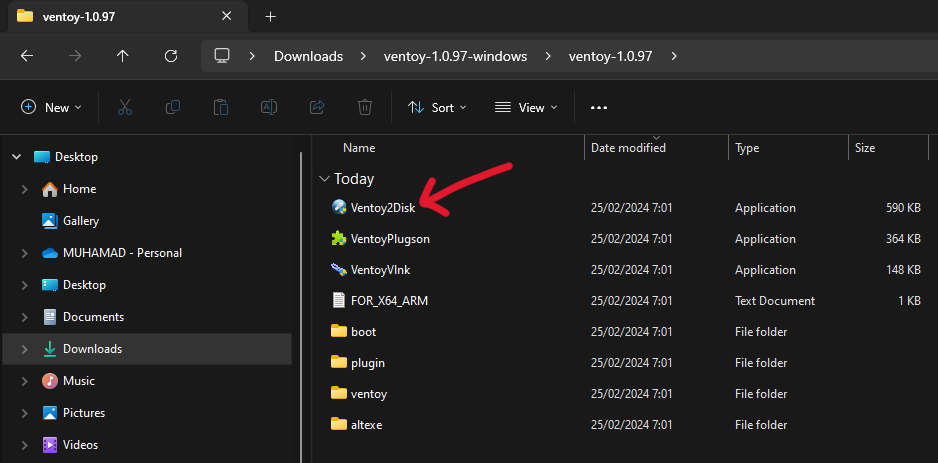 ventoy-1.0.97
Downloads ventoy-1.0.97-windows ventoy-1.0.97
New Sort View
Desktop
Home
Gallery
MUHAMAD - Personal
Desktop
Documents
Downloads
Music
Pictures
Videos
Name Date modified Type Size
Today
Ventoy2Disk 25/02/2024 7:01 Application 590 KB
VentoyPlugson 25/02/2024 7:01 Application 364 KB
VentoyVlnk 25/02/2024 7:01 Application 148 KB
FOR_X64_ARM 25/02/2024 7:01 Text Document 1 KB
boot 25/02/2024 7:01 File folder
plugin 25/02/2024 7:01 File folder
ventoy 25/02/2024 7:01 File folder
altexe 25/02/2024 7:01 File folder